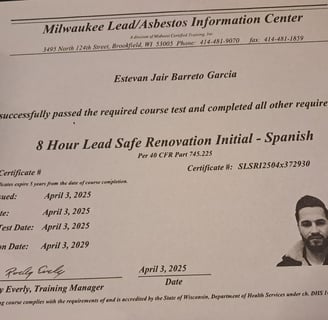 Milwaukee Lead/Asbestos Information Center
A division of Midwest Certified Training, Inc.
3495 North 124th Street, Brookfield, WI 53005 Phone: 414-481-9070 fax: 414-481-1859
Estevan Jair Barreto Garcia
successfully passed the required course test and completed all other require
8 Hour Lead Safe Renovation Initial - Spanish
Per 40 CFR Part 745.225
Certificate # Certificate #: SLSRI2504x372930
icates expire 5 years from the date of course completion.
ued: April 3, 2025
te: April 3, 2025
Test Date: April 3, 2025
on Date: April 3, 2029
April 3, 2025
y Everly, Training Manager Date
ng course complies with the requirements of and is accredited by the State of Wisconsin, Department of Health Services under ch. DHS 1